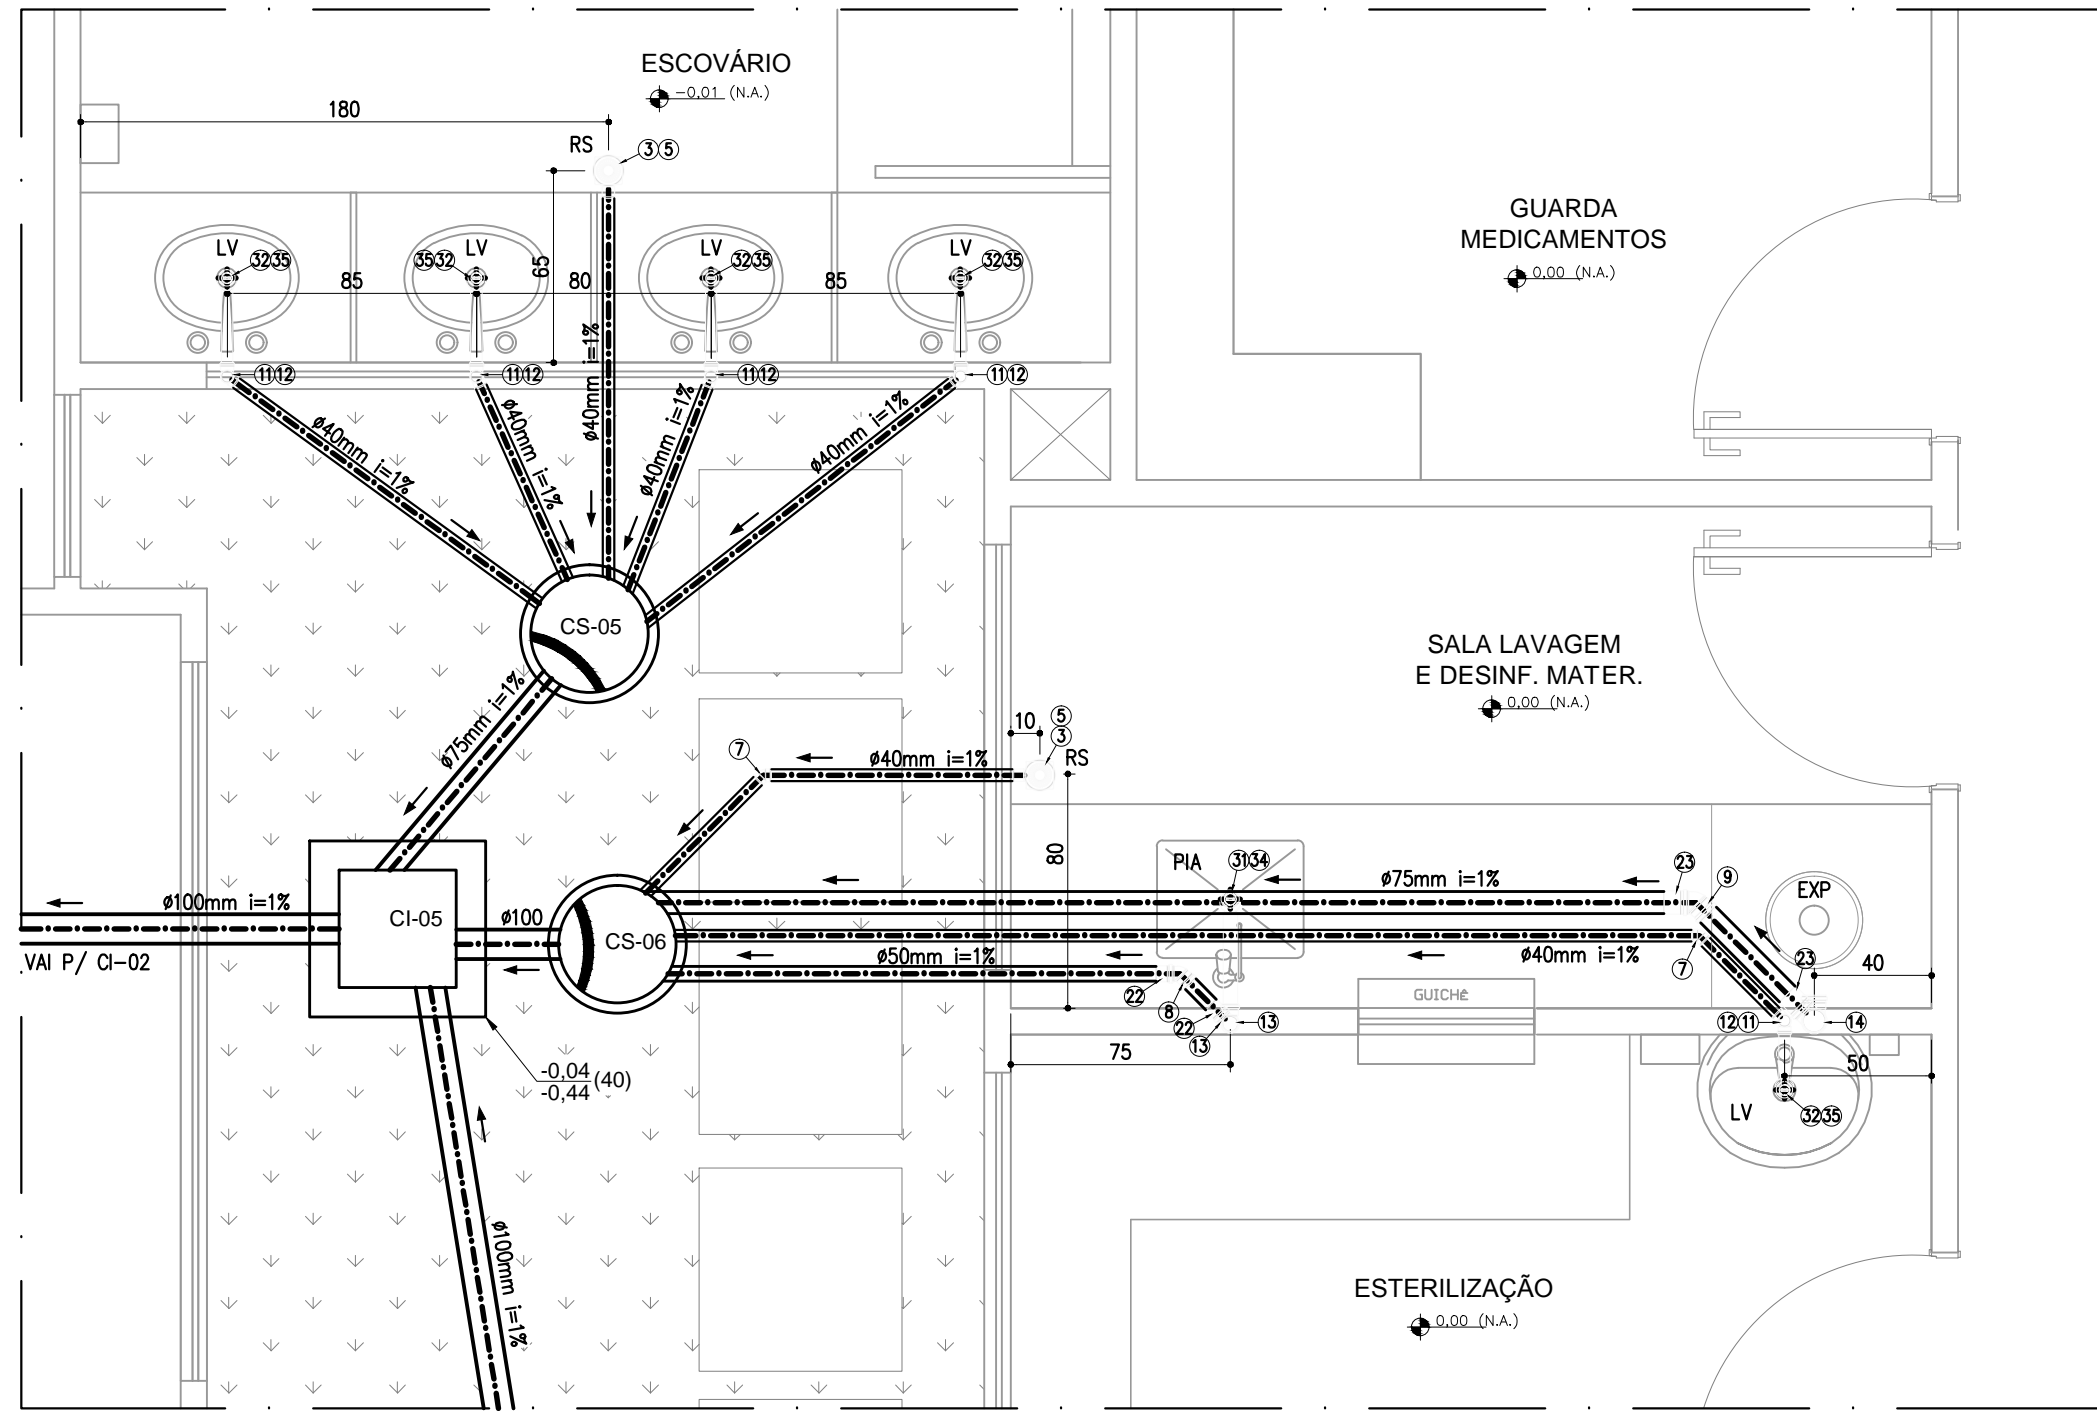 ESCOVÁRIO
-0,01 (N.A.)
180
RS
3 5
GUARDA
MEDICAMENTOS
0,00 (N.A.)
LV
32 35
LV
35 32
LV
32 35
LV
32 35
85
80
85
65
11 12
11 12
11 12
11 12
ø40mm i=1%
ø40mm i=1%
ø40mm i=1%
ø40mm i=1%
ø40mm i=1%
CS-05
SALA LAVAGEM
E DESINF. MATER.
0,00 (N.A.)
ø75mm i=1%
10
5
3
RS
7
ø40mm i=1%
80
PIA
31 34
ø75mm i=1%
23
9
EXP
ø100mm i=1%
CI-05
ø100
CS-06
VAI P/ CI-02
ø50mm i=1%
ø40mm i=1%
7
23
40
22
8
22
13
13
GUICHÊ
12 11
14
75
50
-0,04
-0,44
(40)
LV
32 35
ø100mm i=1%
ESTERILIZAÇÃO
0,00 (N.A.)